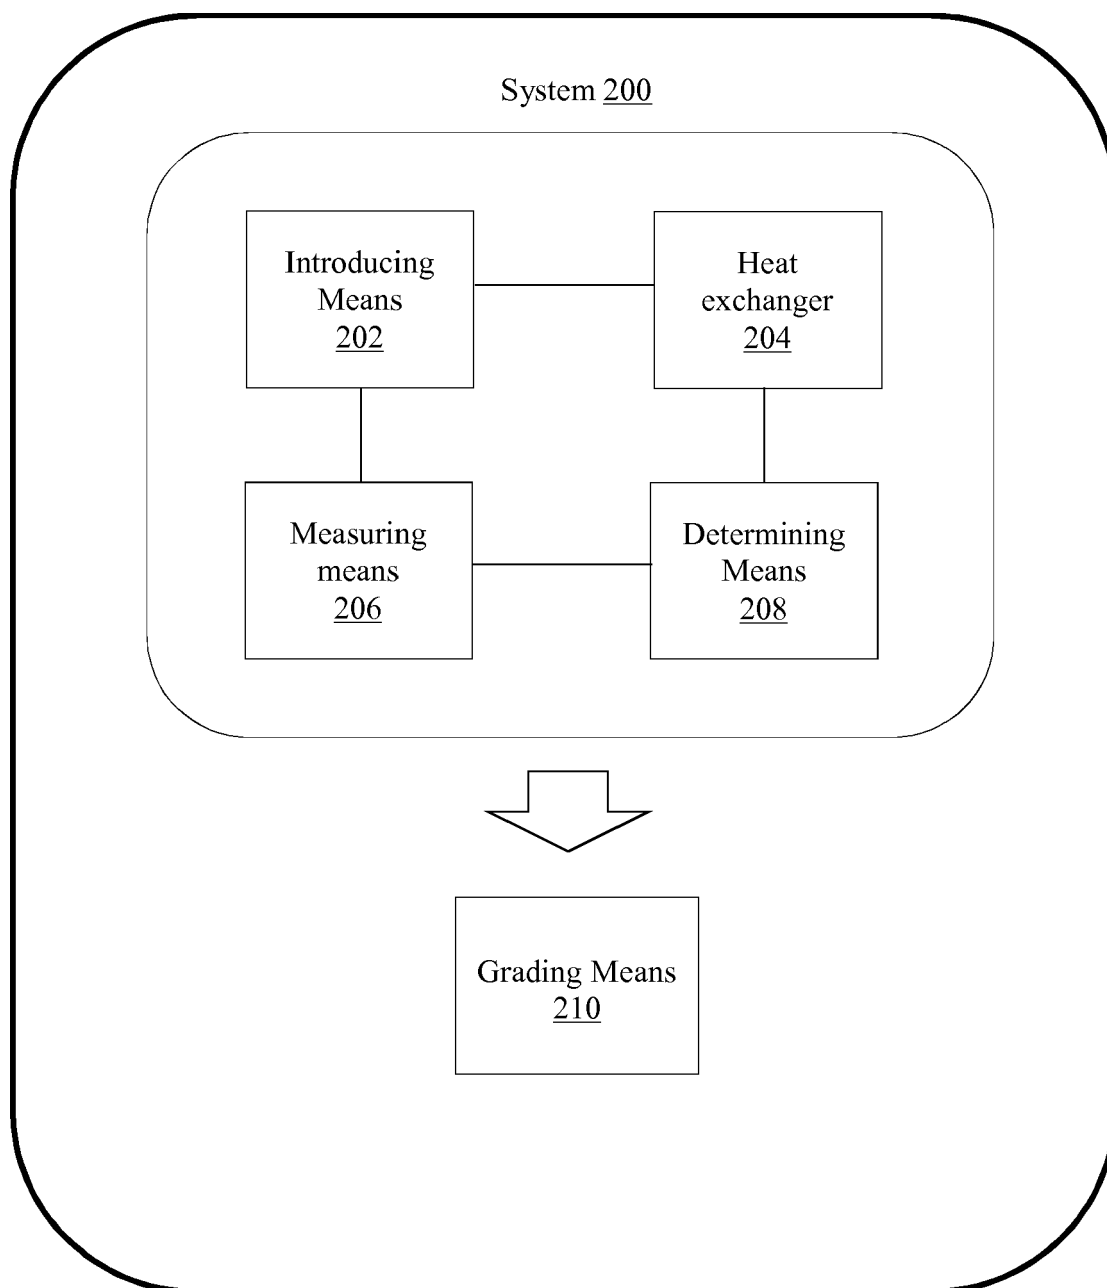 System 200
Introducing
Means
202
Heat
exchanger
204
Measuring
means
206
Determining
Means
208
Grading Means
210